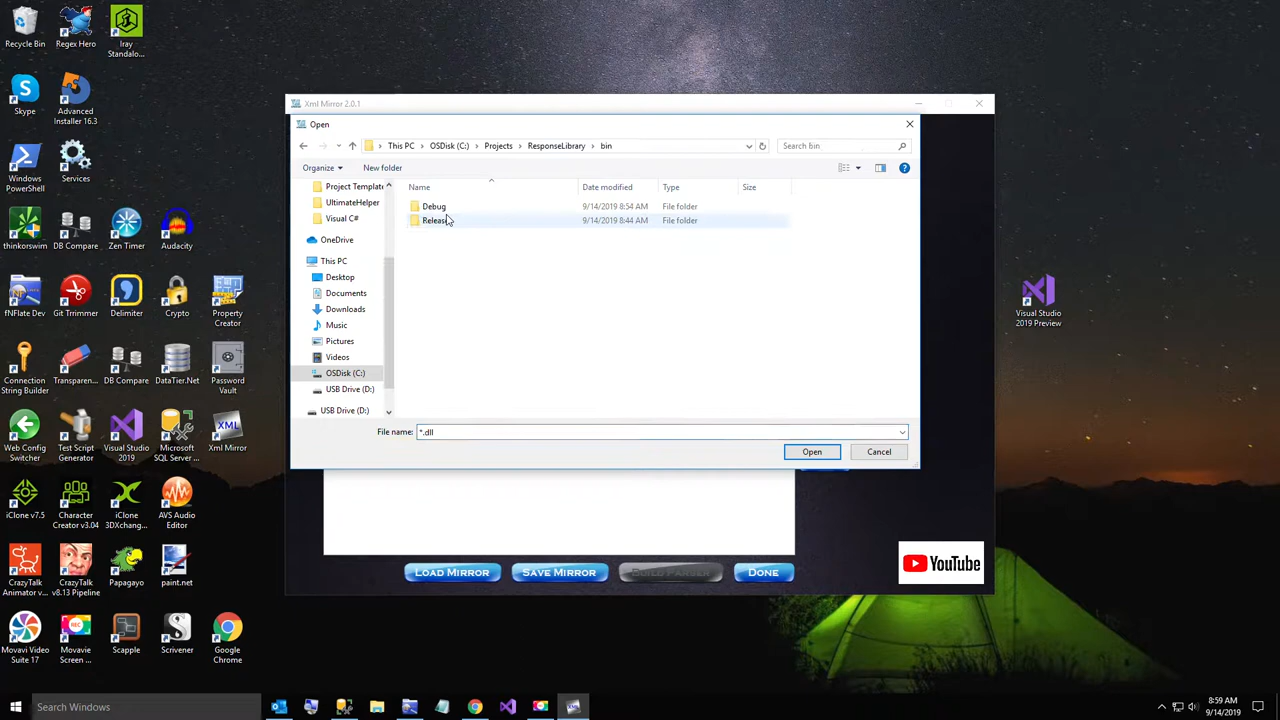 Recycle Bin
Regex Hero
Iray
Standalo...
Skype
Advanced
Installer 16.3
Windows
PowerShell
Services
thinkorswim
DB Compare
Zen Timer
Audacity
fNFlate Dev
Git Trimmer
Delimiter
Crypto
Property
Creator
Connection
String Builder
Transparen...
DB Compare
DataTier.Net
Password
Vault
Web Config
Switcher
Test Script
Generator
Visual Studio
2019
Microsoft
SQL Server ...
Xml Mirror
iClone v7.5
Character
Creator v3.04
iClone
3DXchang...
AVS Audio
Editor
CrazyTalk
Animator v...
CrazyTalk
v8.13 Pipeline
Papagayo
paint.net
Movavi Video
Suite 17
Movavie
Screen ...
Scapple
Scrivener
Google
Chrome
Visual Studio
2019 Preview
Xml Mirror 2.0.1
Open
This PC > OSDisk (C:) > Projects > ResponseLibrary > bin
Search bin
Organize
New folder
Project Template
UltimateHelper
Visual C#
OneDrive
This PC
Desktop
Documents
Downloads
Music
Pictures
Videos
OSDisk (C:)
USB Drive (D:)
USB Drive (D:)
Name Date modified Type Size
Debug 9/14/2019 8:54 AM File folder
Release 9/14/2019 8:44 AM File folder
File name: *.dll
Open
Cancel
Load Mirror
Save Mirror
Build Parser
Done
YouTube
Search Windows
8:59 AM
9/14/2019